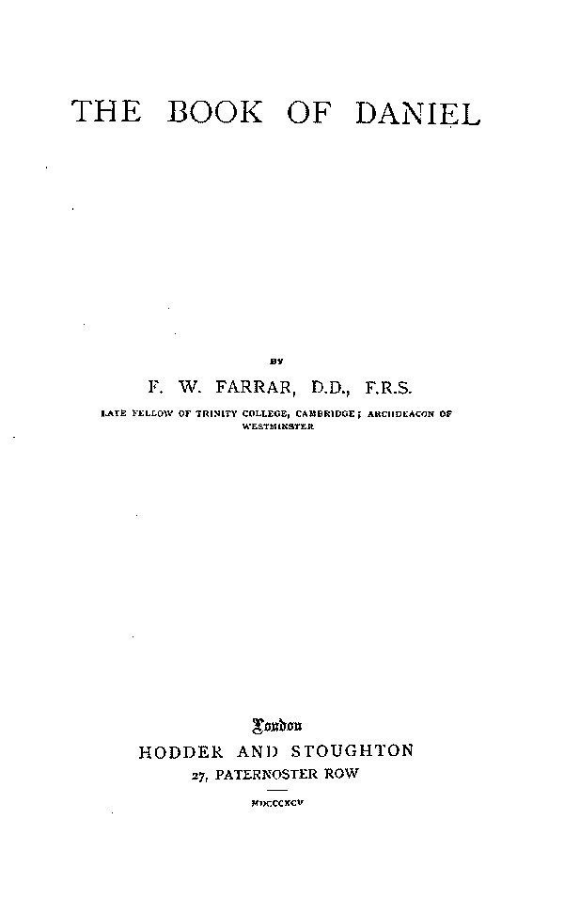 THE BOOK OF DANIEL
BY
F. W. FARRAR, D.D., F.R.S.
LATE FELLOW OF TRINITY COLLEGE, CAMBRIDGE; ARCHDEACON OF
WESTMINSTER
London
HODDER AND STOUGHTON
27, PATERNOSTER ROW
MDCCCXCV